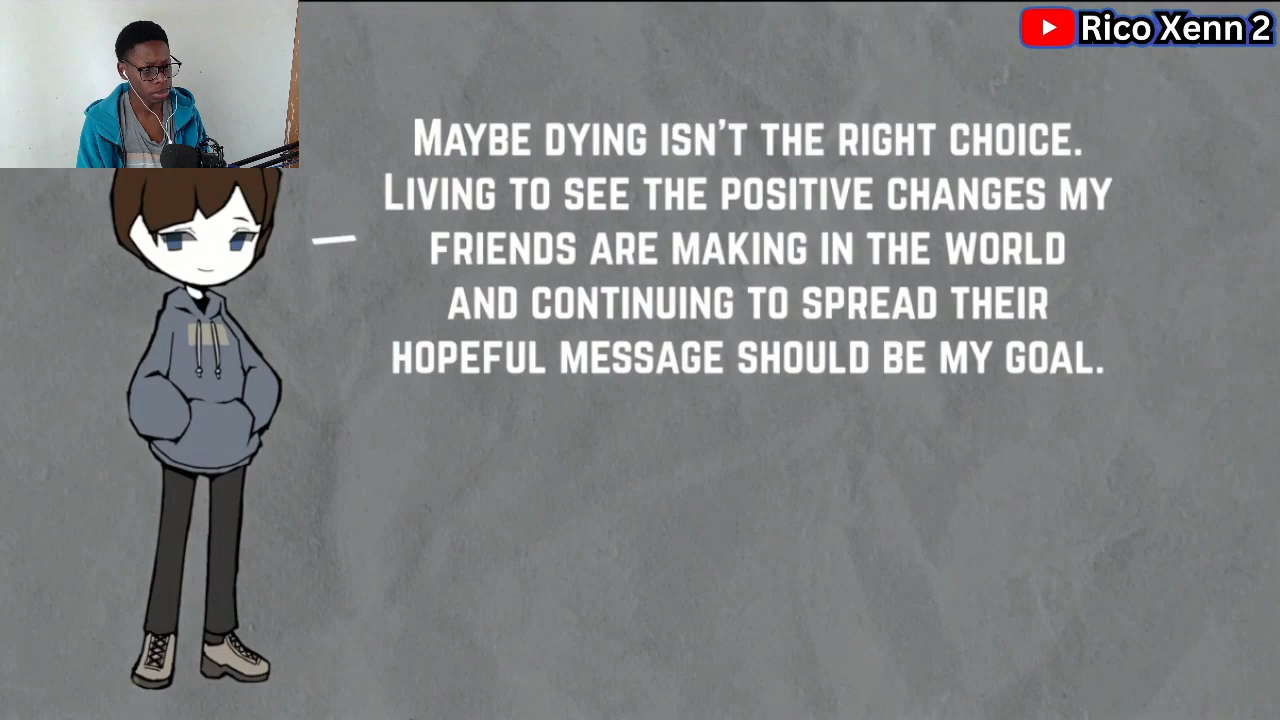 Rico Xenn 2
MAYBE DYING ISN'T THE RIGHT CHOICE.
LIVING TO SEE THE POSITIVE CHANGES MY
FRIENDS ARE MAKING IN THE WORLD
AND CONTINUING TO SPREAD THEIR
HOPEFUL MESSAGE SHOULD BE MY GOAL.